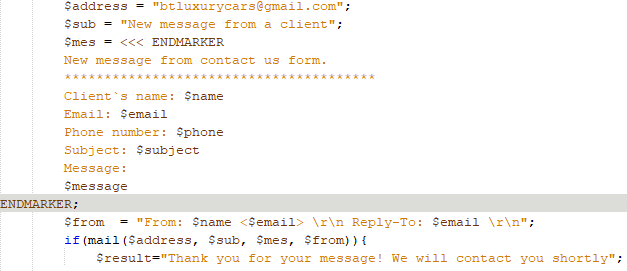 $address = "btluxurycars@gmail.com";
$sub = "New message from a client";
$mes = <<< ENDMARKER
New message from contact us form.
***************************************
Client`s name: $name
Email: $email
Phone number: $phone
Subject: $subject
Message:
$message
ENDMARKER;
$from  = "From: $name <$email> \r\n Reply-To: $email \r\n";
if(mail($address, $sub, $mes, $from)){
$result="Thank you for your message! We will contact you shortly";